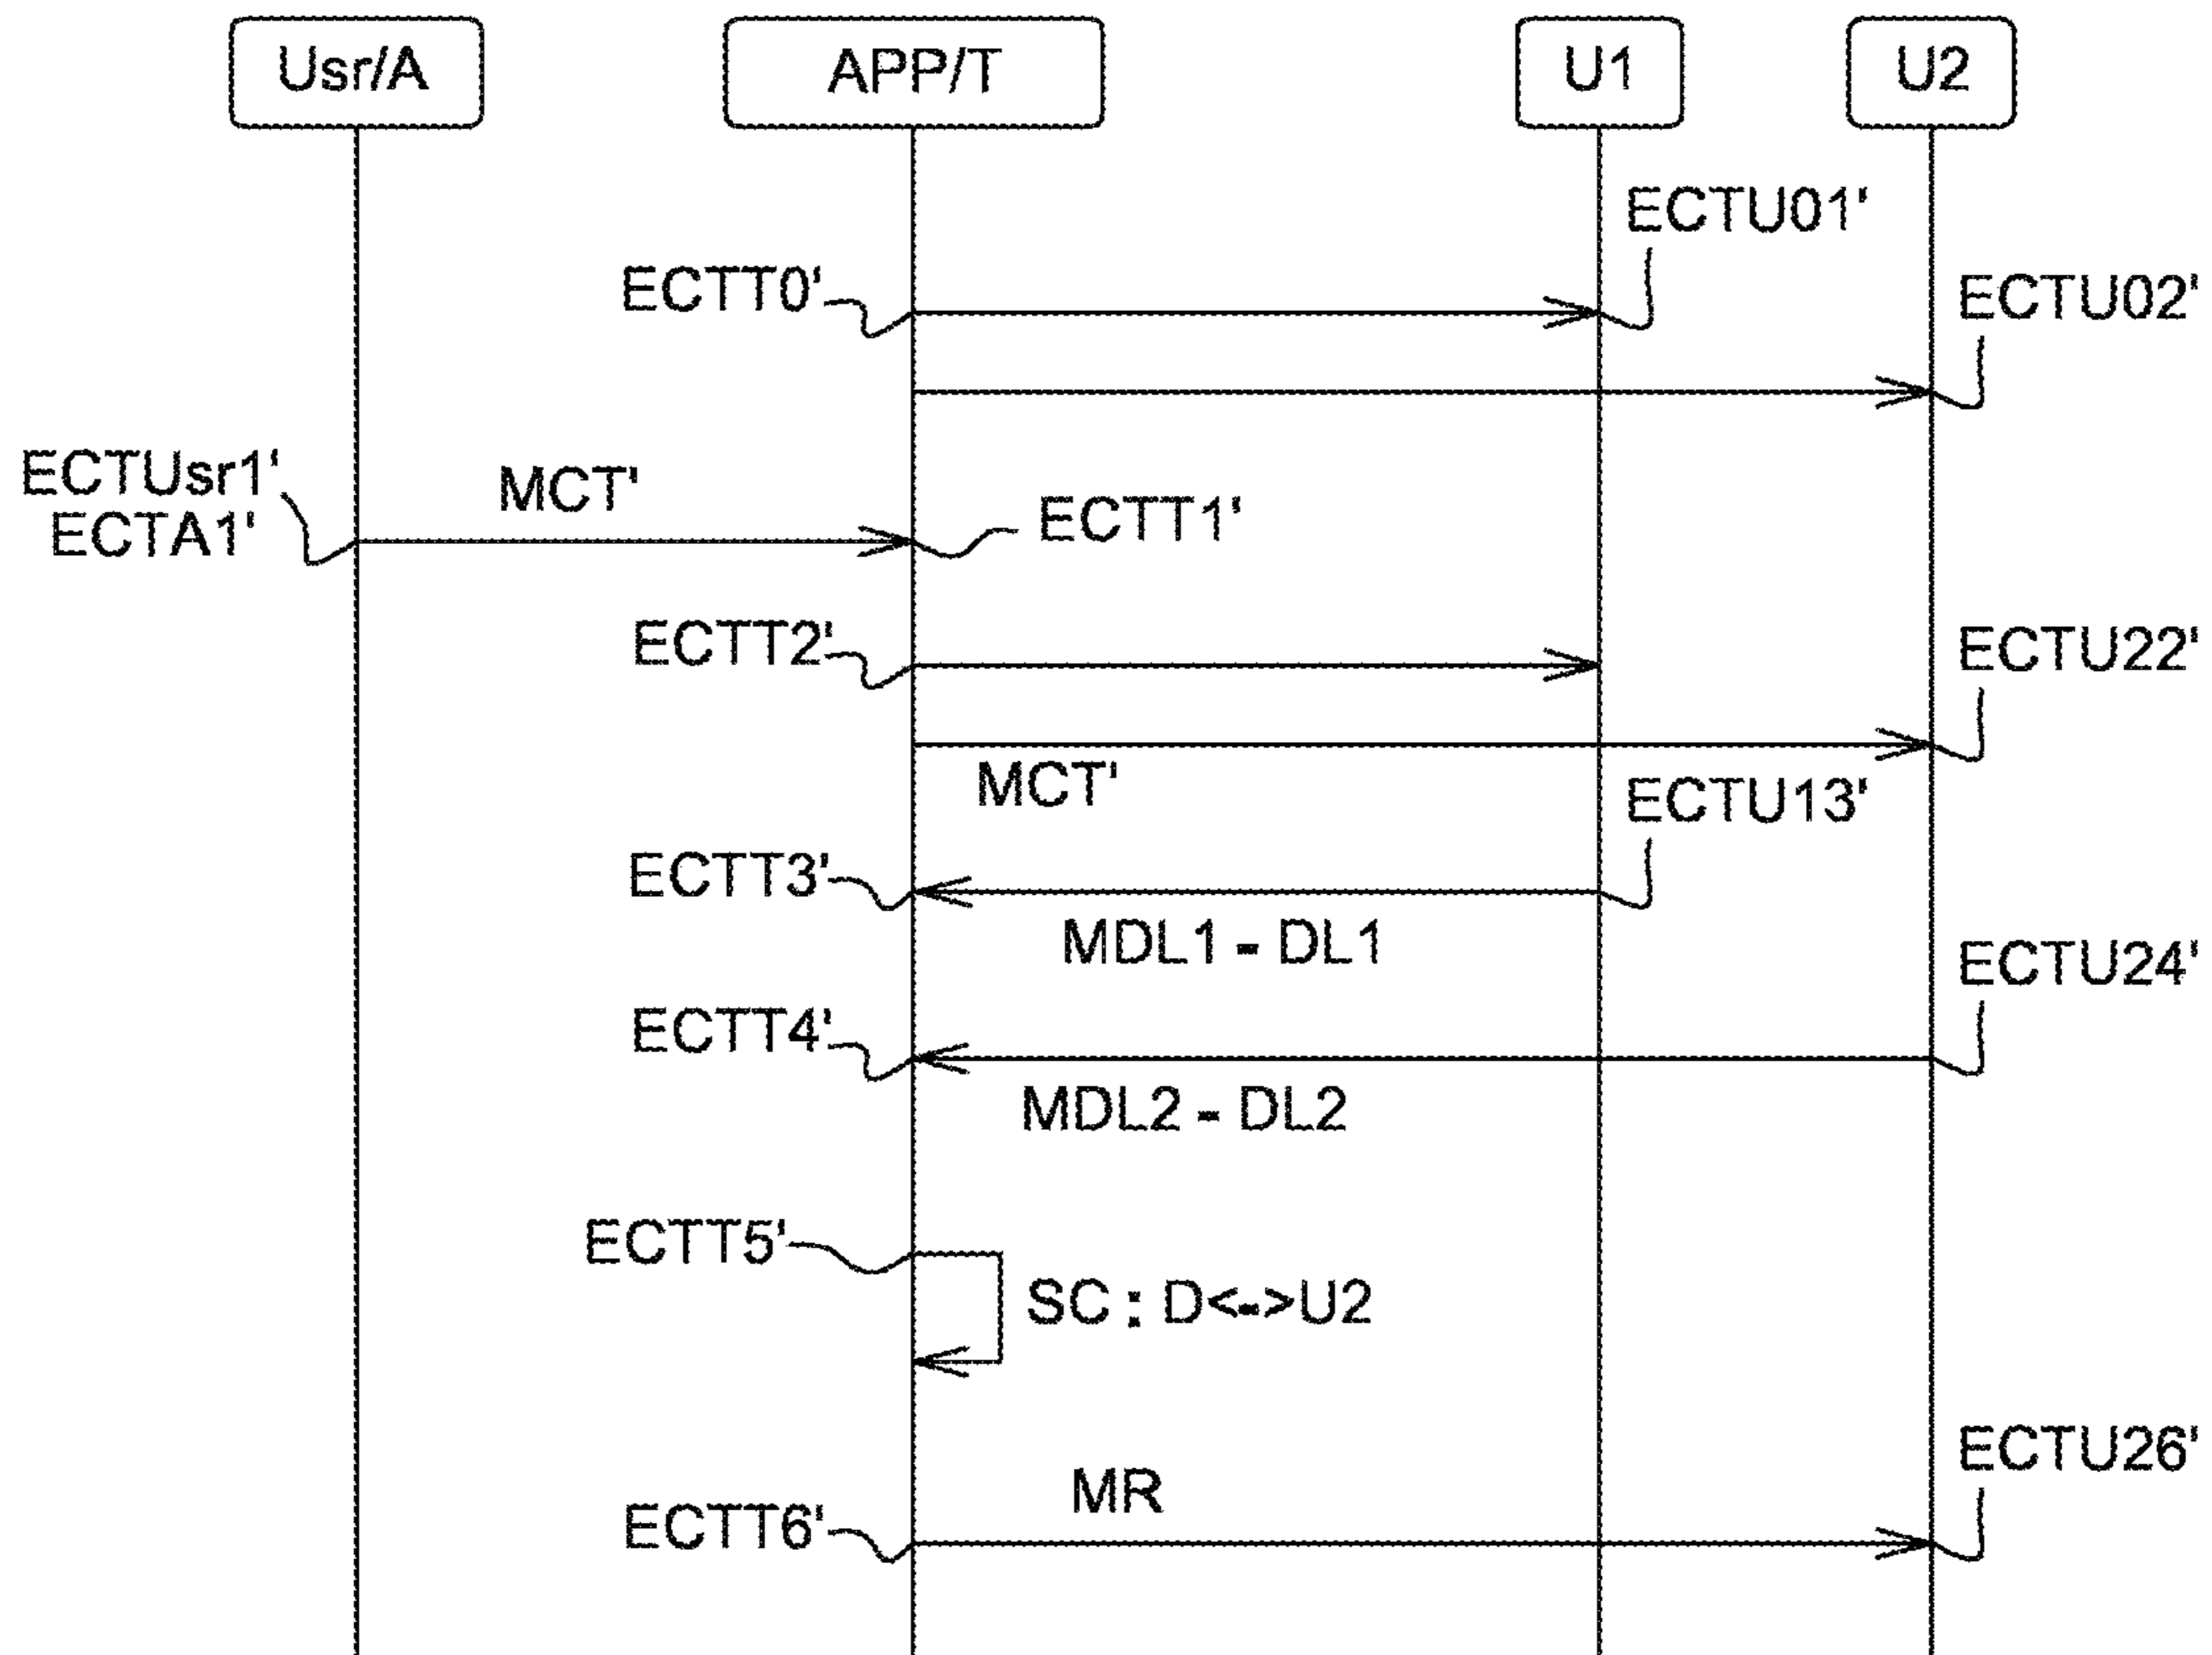 Usr/A
APP/T
U1
U2
ECTU01'
ECTT0'
ECTU02'
ECTUsr1'
ECTA1'
MCT'
ECTT1'
ECTT2'
ECTU22'
MCT'
ECTU13'
ECTT3'
MDL1 - DL1
ECTU24'
ECTT4'
MDL2 - DL2
ECTT5'
SC : D<->U2
ECTU26'
MR
ECTT6'